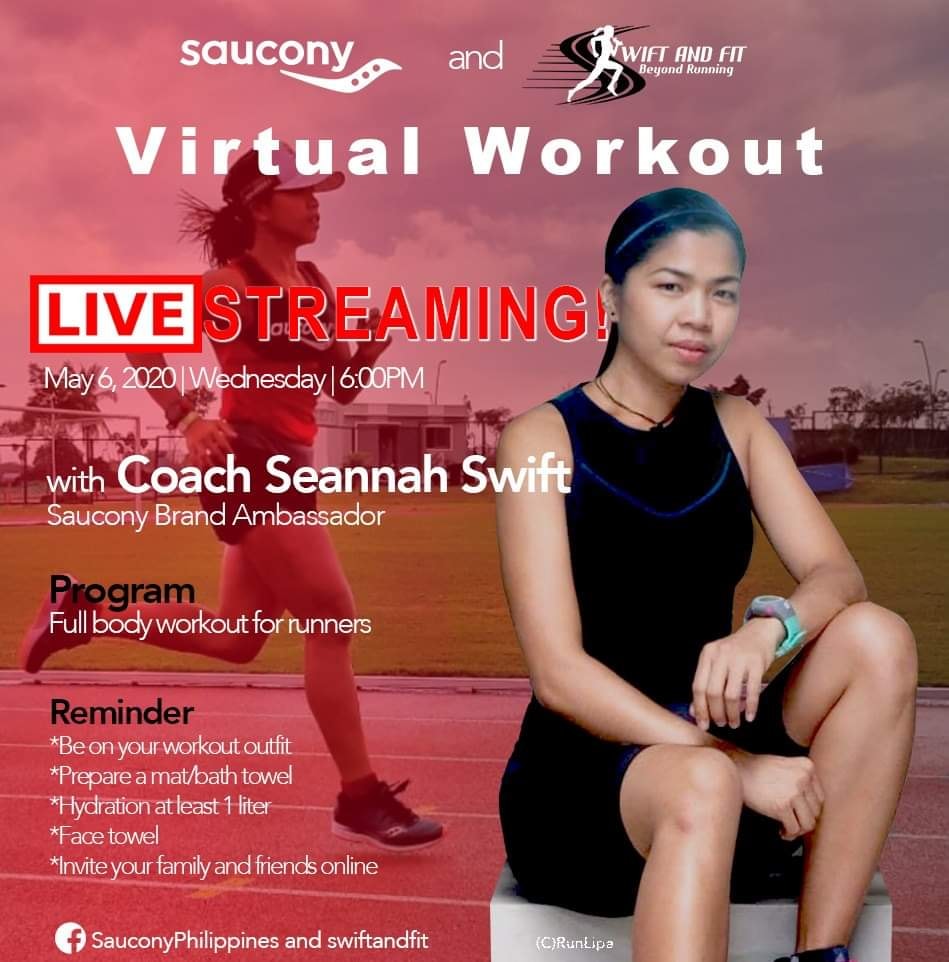 saucony and SWIFT AND FIT
Beyond Running
Virtual Workout
LIVE STREAMING!
May 6, 2020 | Wednesday | 6:00PM
with Coach Seannah Swift
Saucony Brand Ambassador
Program
Full body workout for runners
Reminder
*Be on your workout outfit
*Prepare a mat/bath towel
*Hydration at least 1 liter
*Face towel
*Invite your family and friends online
SauconyPhilippines and swiftandfit
(C)RunLipa